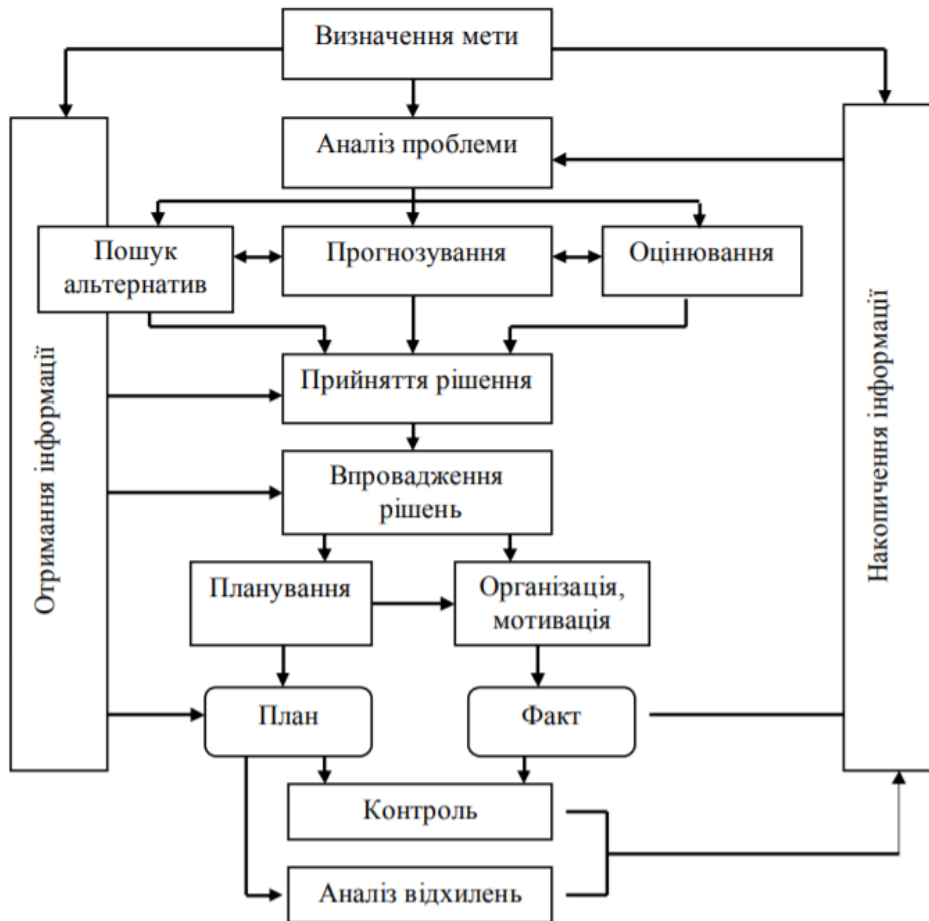 Визначення мети
Аналіз проблеми
Пошук
альтернатив
Прогнозування
Оцінювання
Отримання інформації
Накопичення інформації
Прийняття рішення
Впровадження
рішень
Планування
Організація,
мотивація
План
Факт
Контроль
Аналіз відхилень